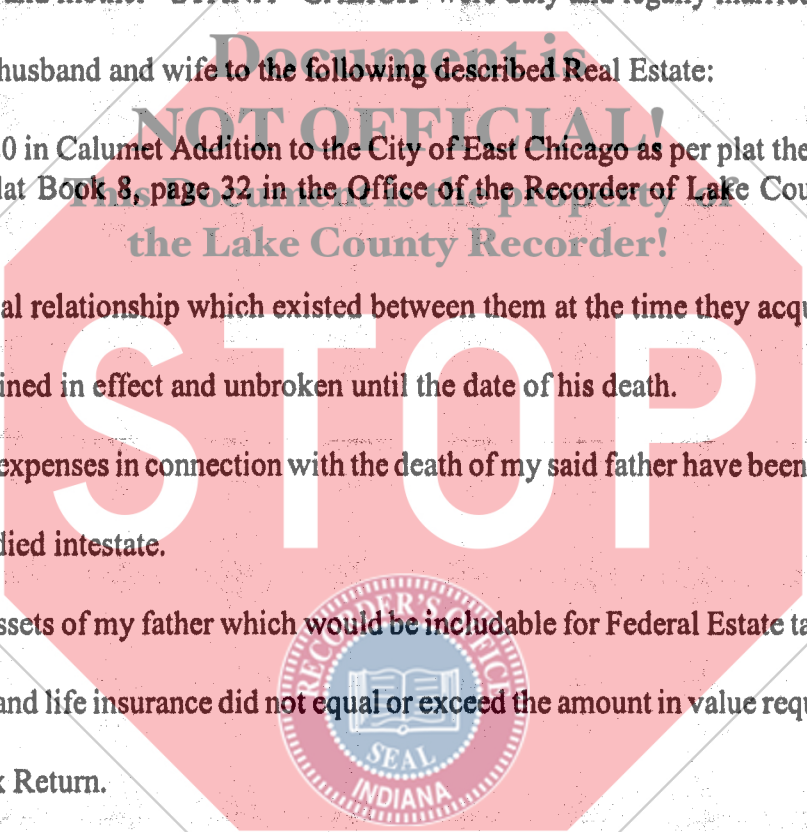 were duly and legally married
Document is
husband and wife to the following described Real Estate:
NOT OFFICIAL!
0 in Calumet Addition to the City of East Chicago as per plat the
lat Book 8, page 32 in the Office of the Recorder of Lake Cou
This Document is the property of
the Lake County Recorder!
al relationship which existed between them at the time they acqu
ined in effect and unbroken until the date of his death.
STOP
expenses in connection with the death of my said father have been
died intestate.
RECORDER'S OFFICE
ssets of my father which would be includable for Federal Estate ta
and life insurance did not equal or exceed the amount in value requ
SEAL
INDIANA
x Return.